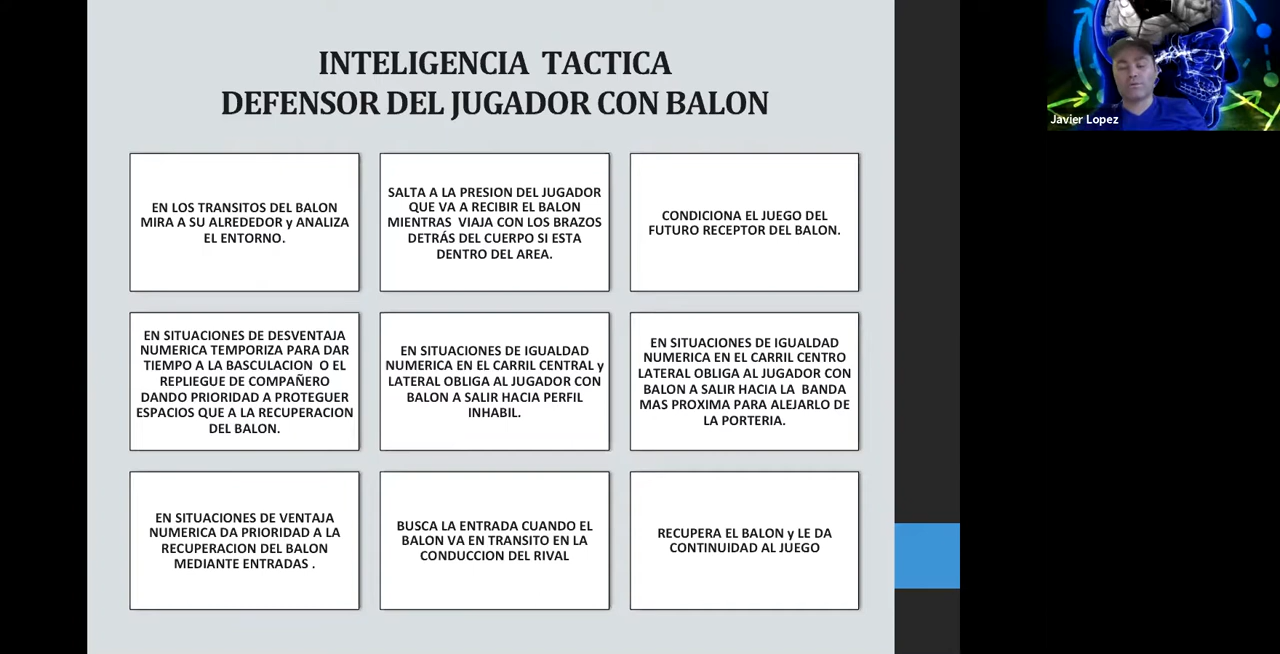 INTELIGENCIA TACTICA
DEFENSOR DEL JUGADOR CON BALON
EN LOS TRANSITOS DEL BALON
MIRA A SU ALREDEDOR y ANALIZA
EL ENTORNO.
SALTA A LA PRESION DEL JUGADOR
QUE VA A RECIBIR EL BALON
MIENTRAS VIAJA CON LOS BRAZOS
DETRÁS DEL CUERPO SI ESTA
DENTRO DEL AREA.
CONDICIONA EL JUEGO DEL
FUTURO RECEPTOR DEL BALON.
EN SITUACIONES DE DESVENTAJA
NUMERICA TEMPORIZA PARA DAR
TIEMPO A LA BASCULACION O EL
REPLIEGUE DE COMPAÑERO
DANDO PRIORIDAD A PROTEGUER
ESPACIOS QUE A LA RECUPERACION
DEL BALON.
EN SITUACIONES DE IGUALDAD
NUMERICA EN EL CARRIL CENTRAL y
LATERAL OBLIGA AL JUGADOR CON
BALON A SALIR HACIA PERFIL
INHABIL.
EN SITUACIONES DE IGUALDAD
NUMERICA EN EL CARRIL CENTRO
LATERAL OBLIGA AL JUGADOR CON
BALON A SALIR HACIA LA BANDA
MAS PROXIMA PARA ALEJARLO DE
LA PORTERIA.
EN SITUACIONES DE VENTAJA
NUMERICA DA PRIORIDAD A LA
RECUPERACION DEL BALON
MEDIANTE ENTRADAS .
BUSCA LA ENTRADA CUANDO EL
BALON VA EN TRANSITO EN LA
CONDUCCION DEL RIVAL
RECUPERA EL BALON y LE DA
CONTINUIDAD AL JUEGO
Javier Lopez